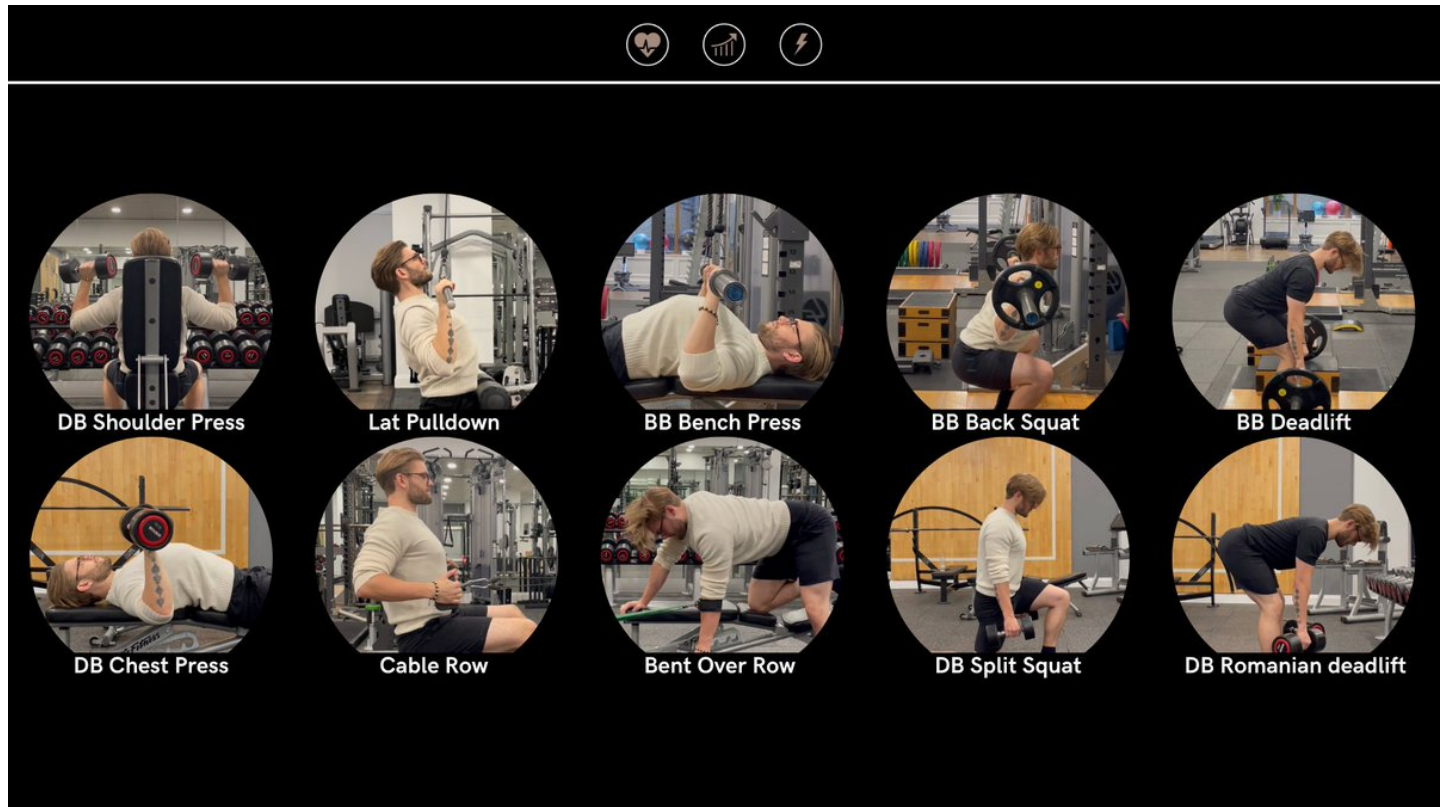 DB Shoulder Press
Lat Pulldown
BB Bench Press
BB Back Squat
BB Deadlift
DB Chest Press
Cable Row
Bent Over Row
DB Split Squat
DB Romanian deadlift